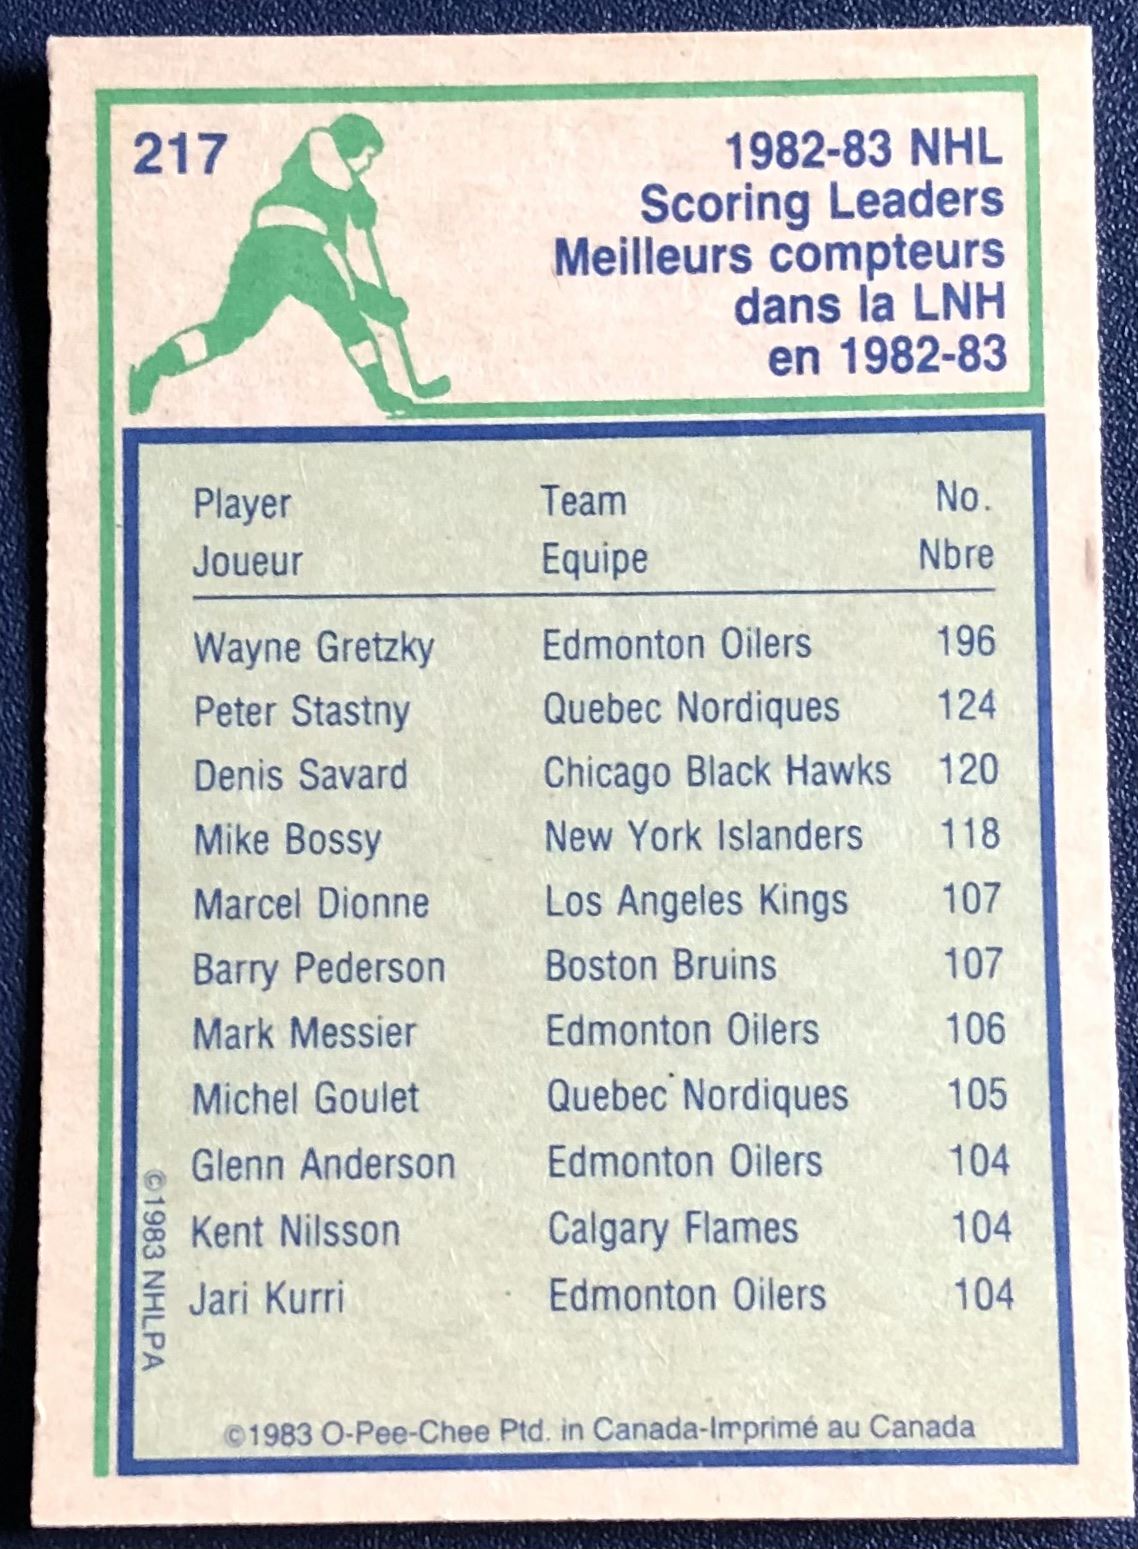 217
1982-83 NHL
Scoring Leaders
Meilleurs compteurs
dans la LNH
en 1982-83
Player Team No.
Joueur Equipe Nbre
Wayne Gretzky Edmonton Oilers 196
Peter Stastny Quebec Nordiques 124
Denis Savard Chicago Black Hawks 120
Mike Bossy New York Islanders 118
Marcel Dionne Los Angeles Kings 107
Barry Pederson Boston Bruins 107
Mark Messier Edmonton Oilers 106
Michel Goulet Quebec Nordiques 105
Glenn Anderson Edmonton Oilers 104
Kent Nilsson Calgary Flames 104
Jari Kurri Edmonton Oilers 104
©1983 NHLPA
©1983 O-Pee-Chee Ptd. in Canada-Imprimé au Canada